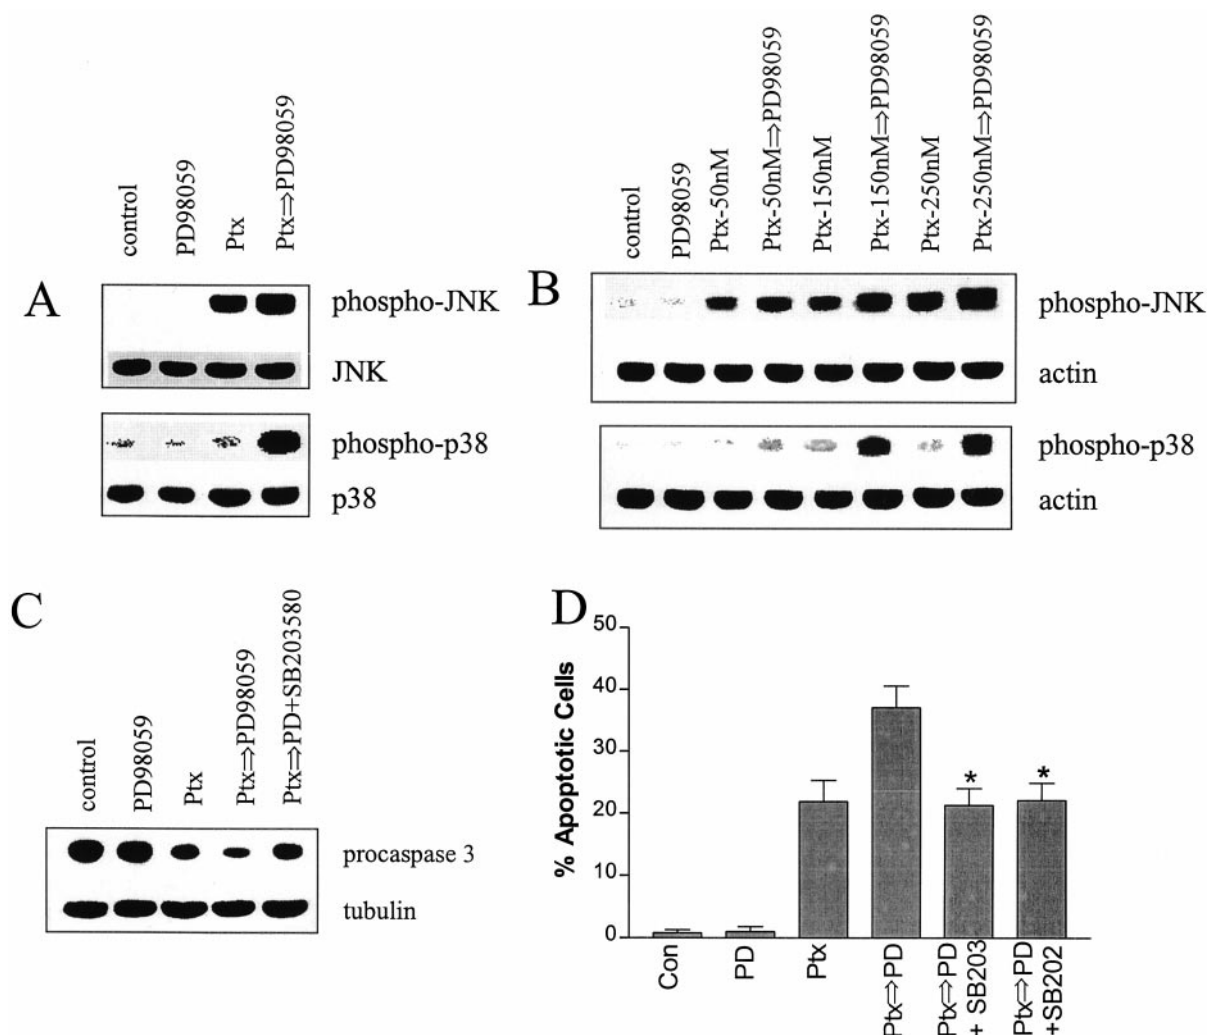 A
control
PD98059
Ptx
Ptx⇒PD98059
phospho-JNK
JNK
phospho-p38
p38
B
control
PD98059
Ptx-50nM
Ptx-50nM⇒PD98059
Ptx-150nM
Ptx-150nM⇒PD98059
Ptx-250nM
Ptx-250nM⇒PD98059
phospho-JNK
actin
phospho-p38
actin
C
control
PD98059
Ptx
Ptx⇒PD98059
Ptx⇒PD+SB203580
procaspase 3
tubulin
D
% Apoptotic Cells
50
40
30
20
10
0
*
*
Con
PD
Ptx
Ptx⇒PD
Ptx⇒PD
+ SB203
Ptx⇒PD
+SB202